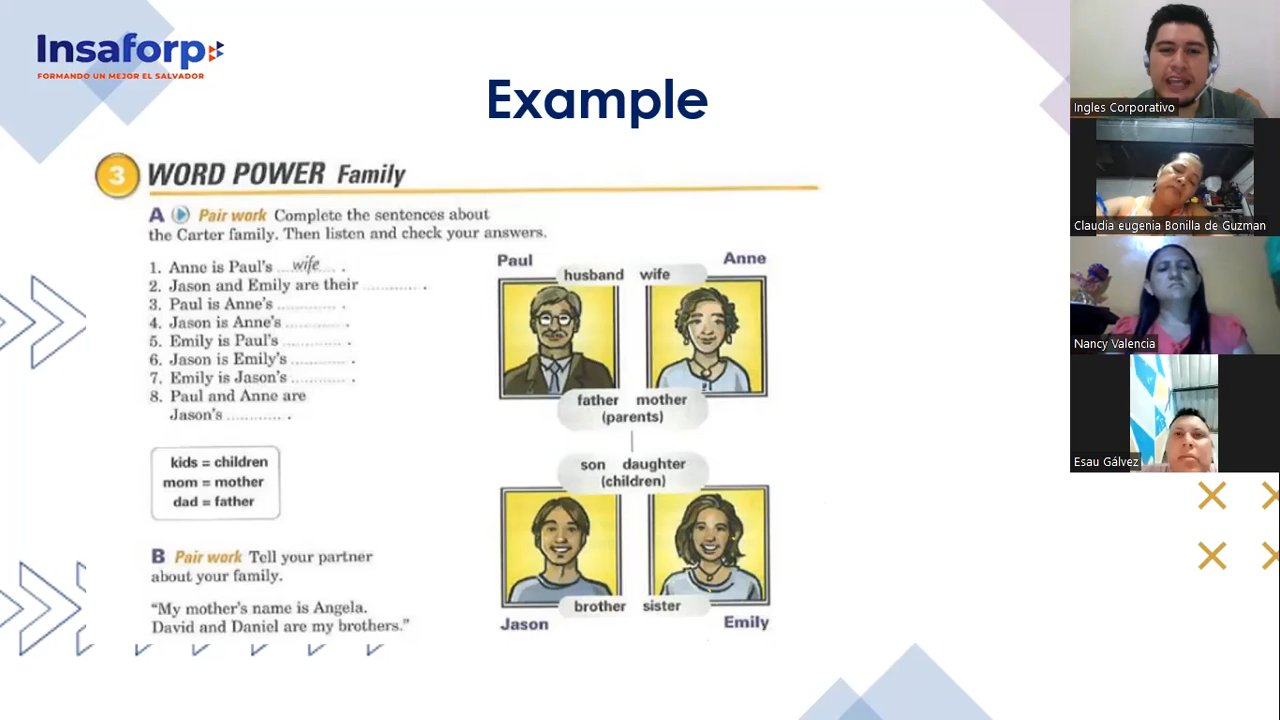 Insaforp
FORMANDO UN MEJOR EL SALVADOR
Example
3 WORD POWER Family
A Pair work Complete the sentences about
the Carter family. Then listen and check your answers.
1. Anne is Paul's ....wife.... .
2. Jason and Emily are their ............ .
3. Paul is Anne's ............ .
4. Jason is Anne's ............ .
5. Emily is Paul's ............ .
6. Jason is Emily's ............ .
7. Emily is Jason's ............ .
8. Paul and Anne are
Jason's ............ .
kids = children
mom = mother
dad = father
B Pair work Tell your partner
about your family.
"My mother's name is Angela.
David and Daniel are my brothers."
Paul
Anne
husband wife
father mother
(parents)
son daughter
(children)
brother sister
Jason
Emily
Ingles Corporativo
Claudia eugenia Bonilla de Guzman
Nancy Valencia
Esau Gálvez